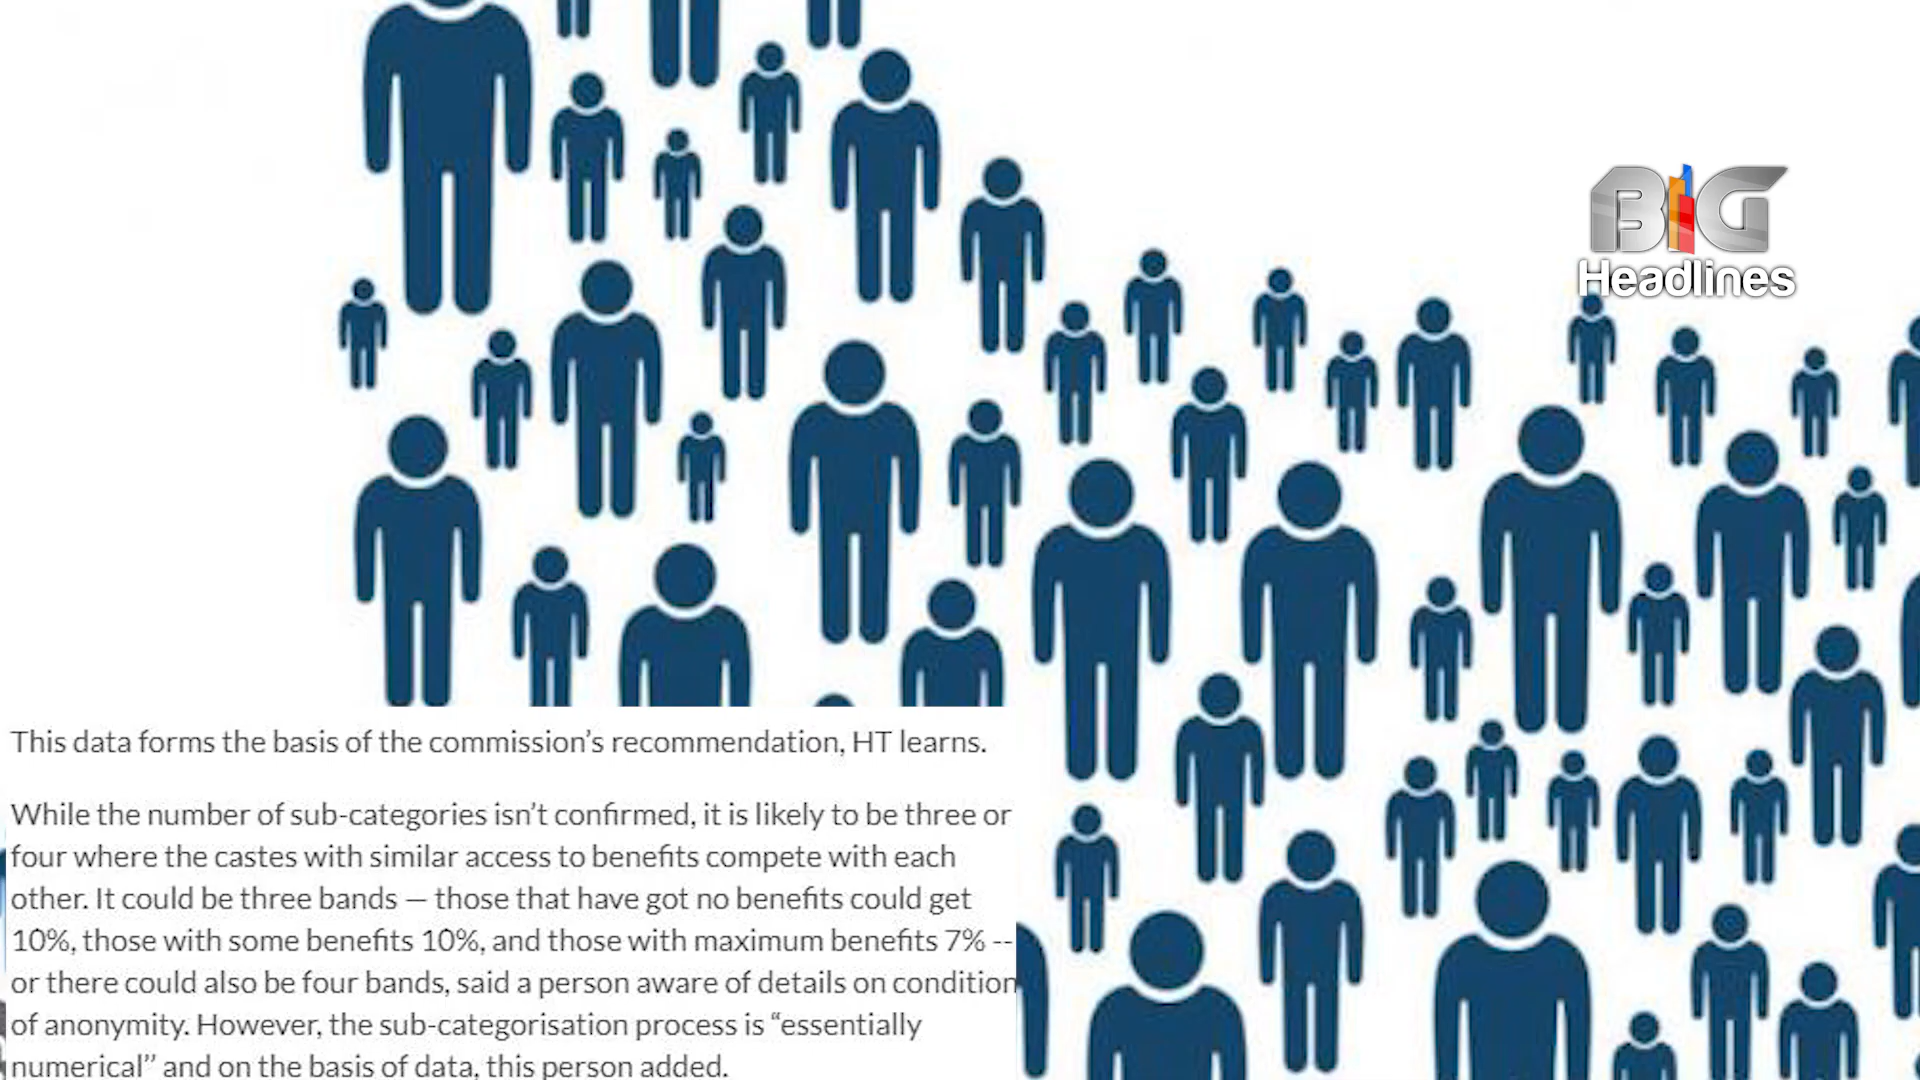 BIG
Headlines
This data forms the basis of the commission’s recommendation, HT learns.
While the number of sub-categories isn’t confirmed, it is likely to be three or
four where the castes with similar access to benefits compete with each
other. It could be three bands — those that have got no benefits could get
10%, those with some benefits 10%, and those with maximum benefits 7% --
or there could also be four bands, said a person aware of details on condition
of anonymity. However, the sub-categorisation process is “essentially
numerical’’ and on the basis of data, this person added.